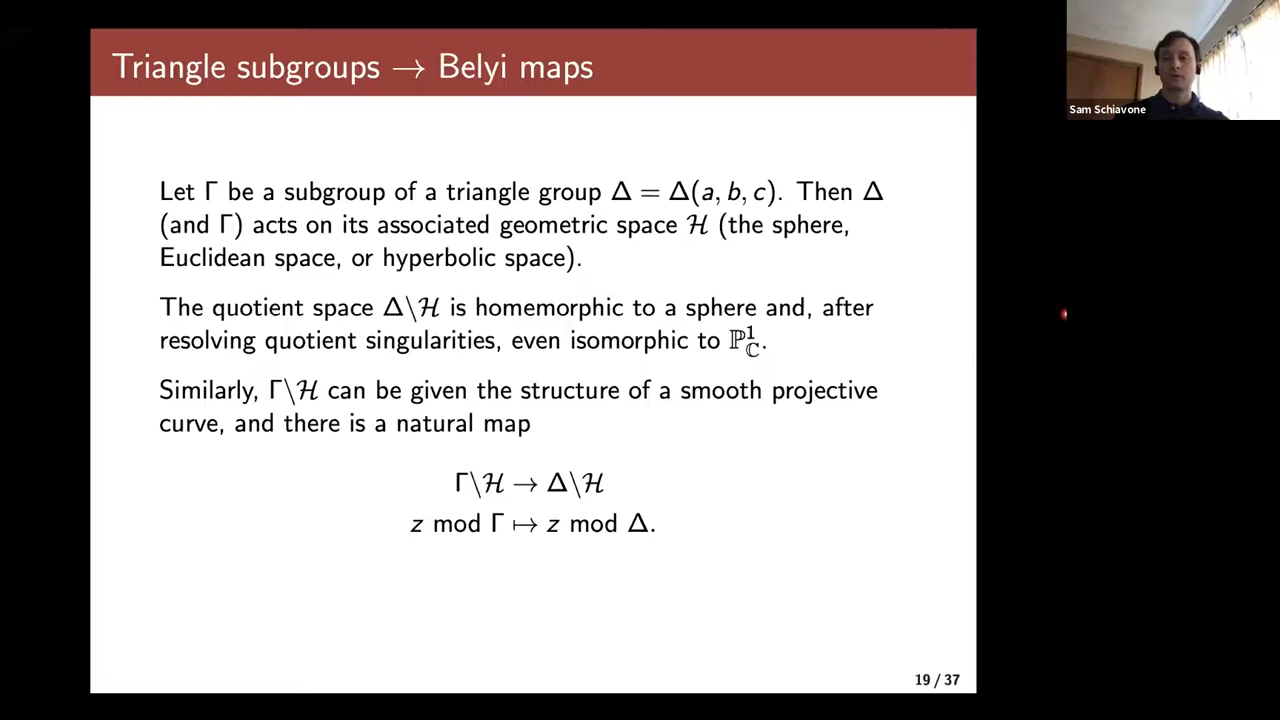 Triangle subgroups → Belyi maps
Sam Schiavone
Let Γ be a subgroup of a triangle group Δ = Δ(a, b, c). Then Δ
(and Γ) acts on its associated geometric space ℋ (the sphere,
Euclidean space, or hyperbolic space).
The quotient space Δ\ℋ is homemorphic to a sphere and, after
resolving quotient singularities, even isomorphic to ℙ¹_ℂ.
Similarly, Γ\ℋ can be given the structure of a smooth projective
curve, and there is a natural map
Γ\ℋ → Δ\ℋ
z mod Γ ↦ z mod Δ.
19 / 37